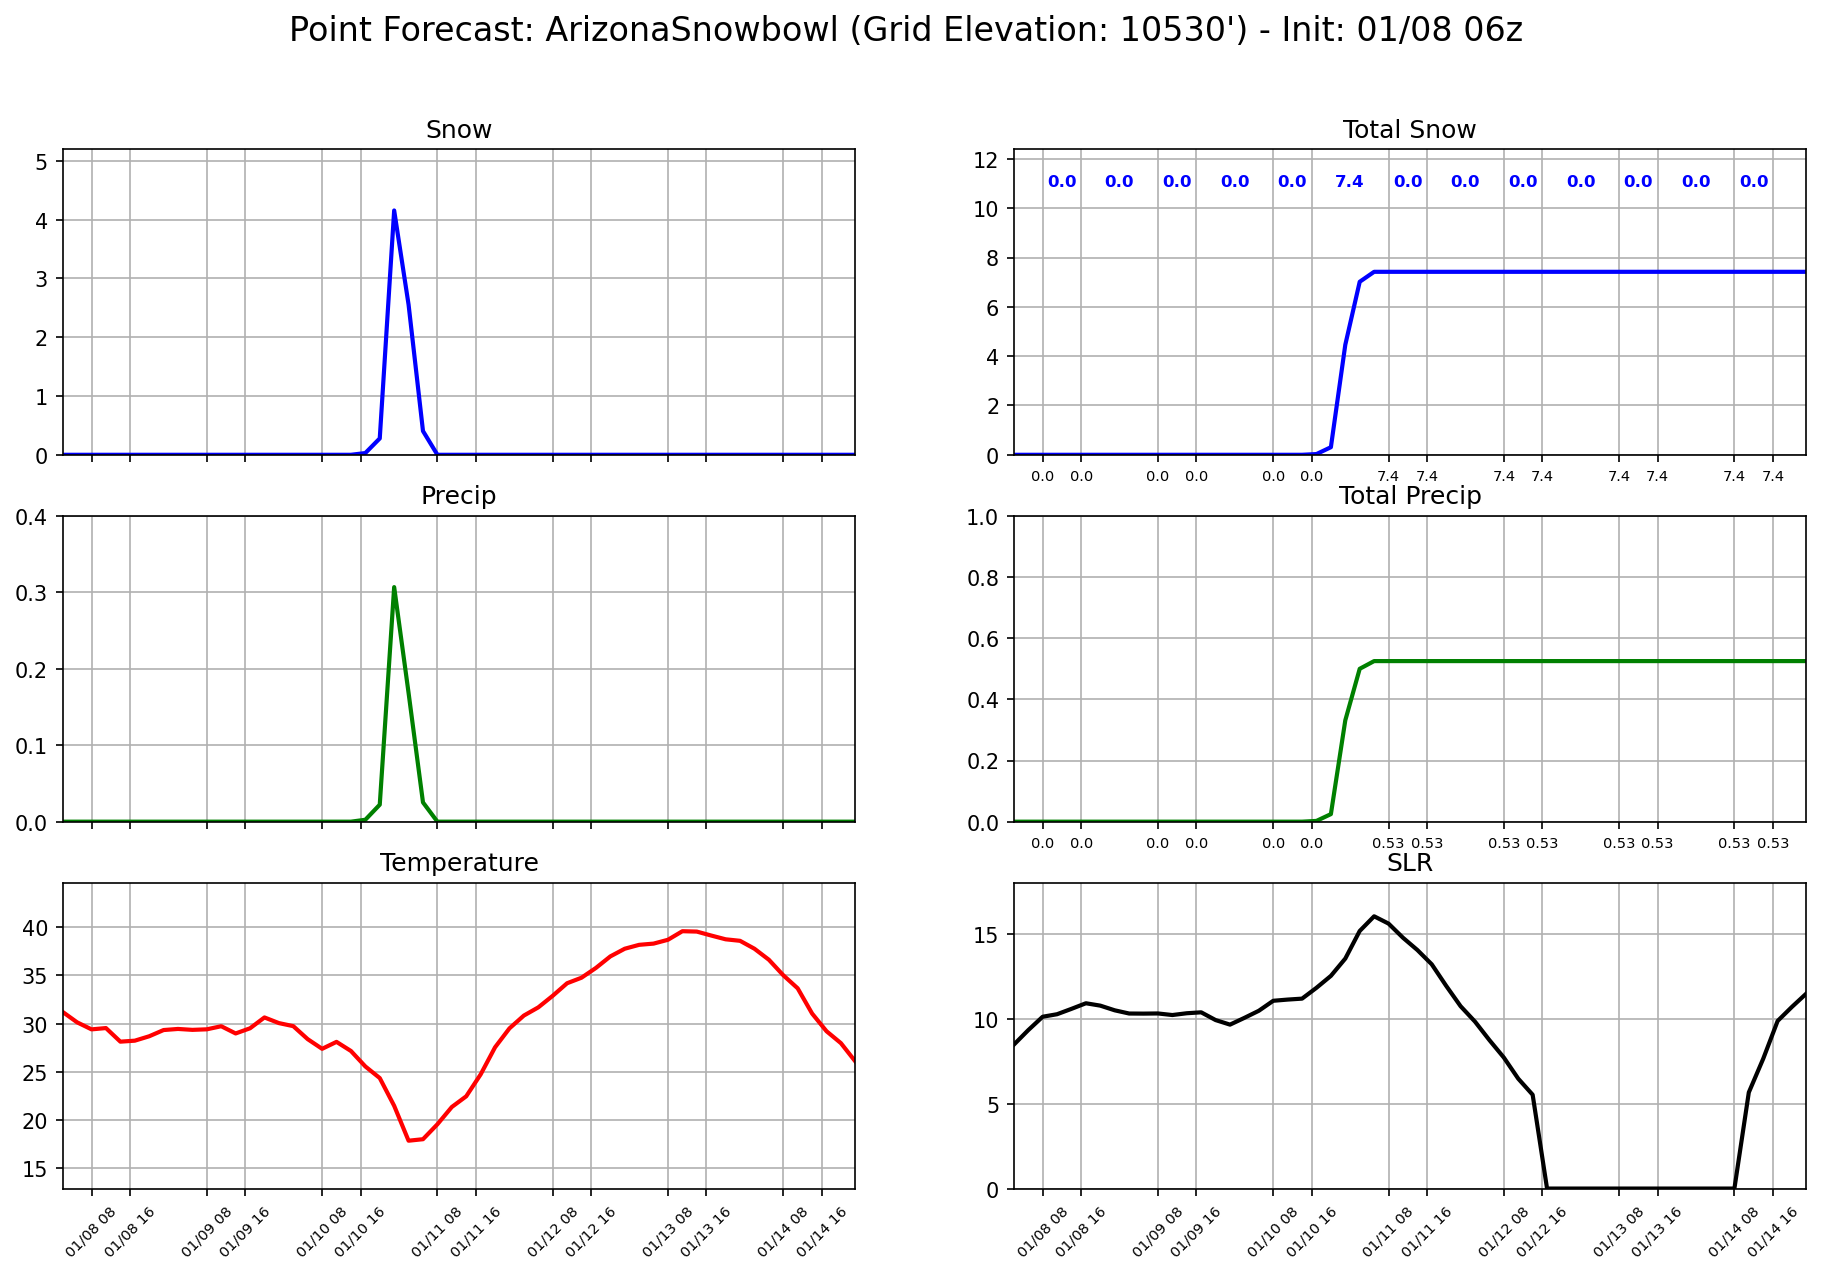 Point Forecast: ArizonaSnowbowl (Grid Elevation: 10530') - Init: 01/08 06z
Snow
5
4
3
2
1
0
Total Snow
12
10
8
6
4
2
0
0.0 0.0 0.0 0.0 0.0 7.4 0.0 0.0 0.0 0.0 0.0 0.0 0.0
0.0 0.0 0.0 0.0 0.0 0.0 7.4 7.4 7.4 7.4 7.4 7.4 7.4 7.4
Precip
0.4
0.3
0.2
0.1
0.0
Total Precip
1.0
0.8
0.6
0.4
0.2
0.0
0.0 0.0 0.0 0.0 0.0 0.0 0.53 0.53 0.53 0.53 0.53 0.53 0.53 0.53
Temperature
40
35
30
25
20
15
01/08 08 01/08 16 01/09 08 01/09 16 01/10 08 01/10 16 01/11 08 01/11 16 01/12 08 01/12 16 01/13 08 01/13 16 01/14 08 01/14 16
SLR
15
10
5
0
01/08 08 01/08 16 01/09 08 01/09 16 01/10 08 01/10 16 01/11 08 01/11 16 01/12 08 01/12 16 01/13 08 01/13 16 01/14 08 01/14 16